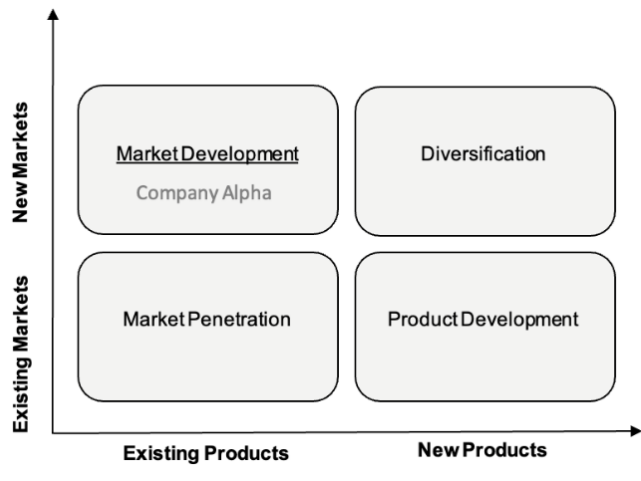 New Markets
Market Development
Company Alpha
Diversification
Existing Markets
Market Penetration
Product Development
Existing Products
New Products